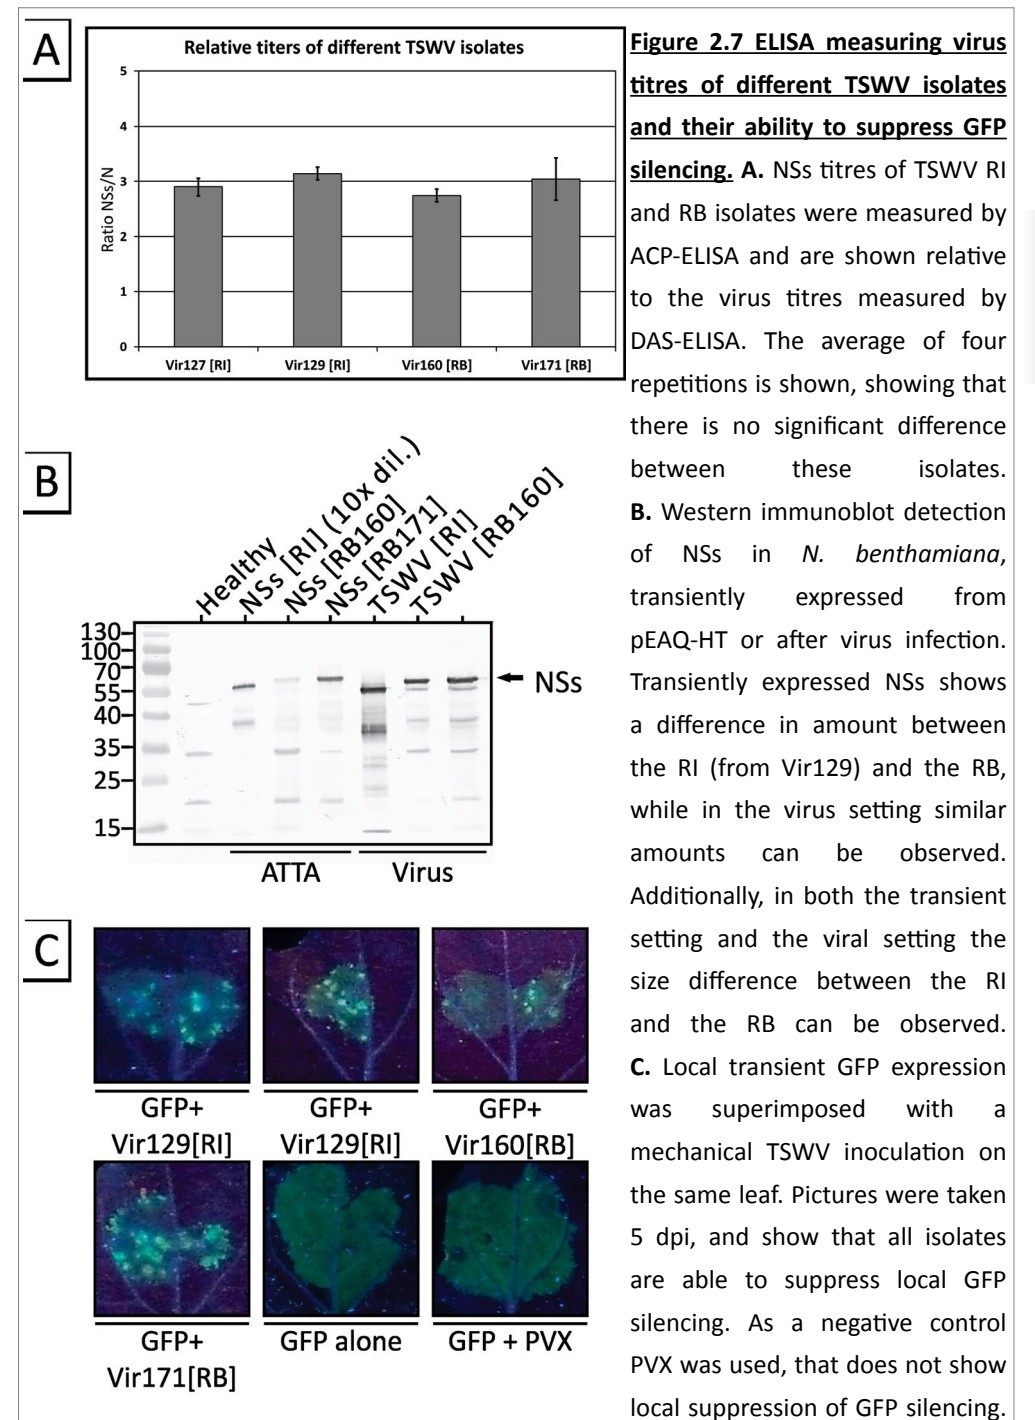 A
Relative titers of different TSWV isolates
5
4
3
2
1
0
Ratio NSs/N
Vir127 [RI]
Vir129 [RI]
Vir160 [RB]
Vir171 [RB]
B
Healthy
NSs [RI] (10x dil.)
NSs [RB160]
NSs [RB171]
TSWV [RI]
TSWV [RB160]
130
100
70
55
40
35
25
15
NSs
ATTA
Virus
C
GFP+
Vir129[RI]
GFP+
Vir129[RI]
GFP+
Vir160[RB]
GFP+
Vir171[RB]
GFP alone
GFP + PVX
Figure 2.7 ELISA measuring virus
titres of different TSWV isolates
and their ability to suppress GFP
silencing. A. NSs titres of TSWV RI
and RB isolates were measured by
ACP-ELISA and are shown relative
to the virus titres measured by
DAS-ELISA. The average of four
repetitions is shown, showing that
there is no significant difference
between these isolates.
B. Western immunoblot detection
of NSs in N. benthamiana,
transiently expressed from
pEAQ-HT or after virus infection.
Transiently expressed NSs shows
a difference in amount between
the RI (from Vir129) and the RB,
while in the virus setting similar
amounts can be observed.
Additionally, in both the transient
setting and the viral setting the
size difference between the RI
and the RB can be observed.
C. Local transient GFP expression
was superimposed with a
mechanical TSWV inoculation on
the same leaf. Pictures were taken
5 dpi, and show that all isolates
are able to suppress local GFP
silencing. As a negative control
PVX was used, that does not show
local suppression of GFP silencing.